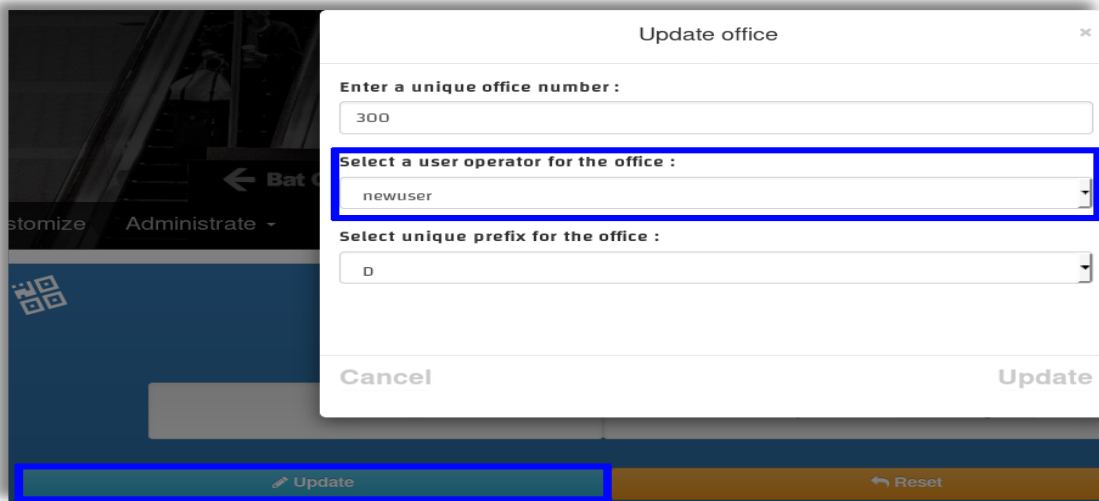 Update office
×
Enter a unique office number :
300
Select a user operator for the office :
newuser
Select unique prefix for the office :
D
Cancel
Update
Bat
stomize
Administrate
Update
Reset